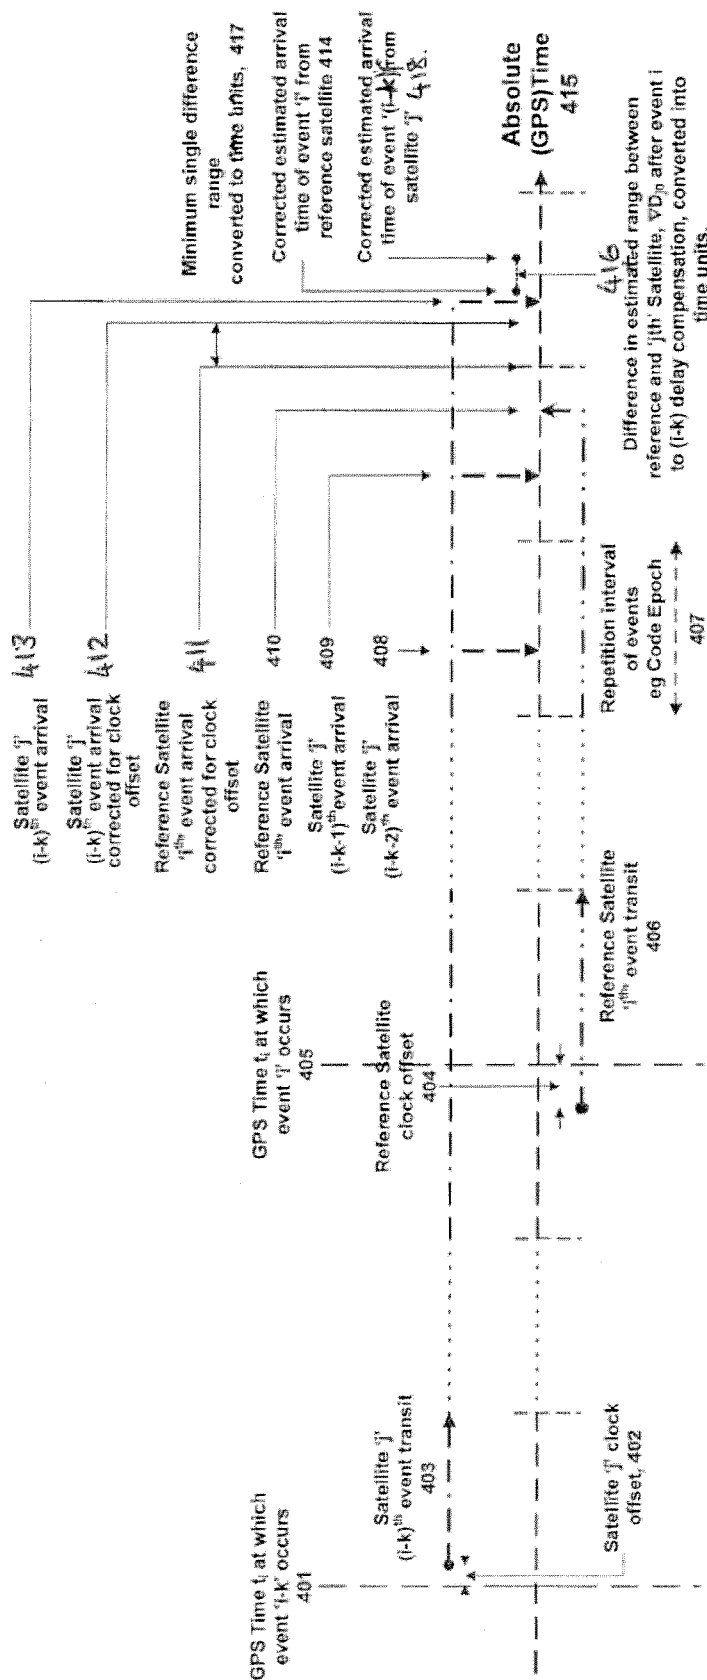 Minimum single difference
range
converted to time units, 417
Corrected estimated arrival
time of event 'i' from
reference satellite 414
Corrected estimated arrival
time of event '(i-k)' from
satellite 'j' 418.
Absolute
(GPS)Time
415
416
Difference in estimated range between
reference and 'jth' Satellite, ∇Dj0 after event i
to (i-k) delay compensation, converted into
time units.
Satellite 'j'
(i-k)th event arrival
413
Satellite 'j'
(i-k)th event arrival
corrected for clock
offset
412
Reference Satellite
'ith' event arrival
corrected for clock
offset
411
Reference Satellite
'ith' event arrival
410
Satellite 'j'
(i-k-1)th event arrival
409
Satellite 'j'
(i-k-2)th event arrival
408
Repetition interval
of events
eg Code Epoch
407
GPS Time ti at which
event 'i' occurs
405
Reference Satellite
clock offset
404
Reference Satellite
'ith' event transit
406
GPS Time ti at which
event 'i-k' occurs
401
Satellite 'j'
(i-k)th event transit
403
Satellite 'j' clock
offset, 402